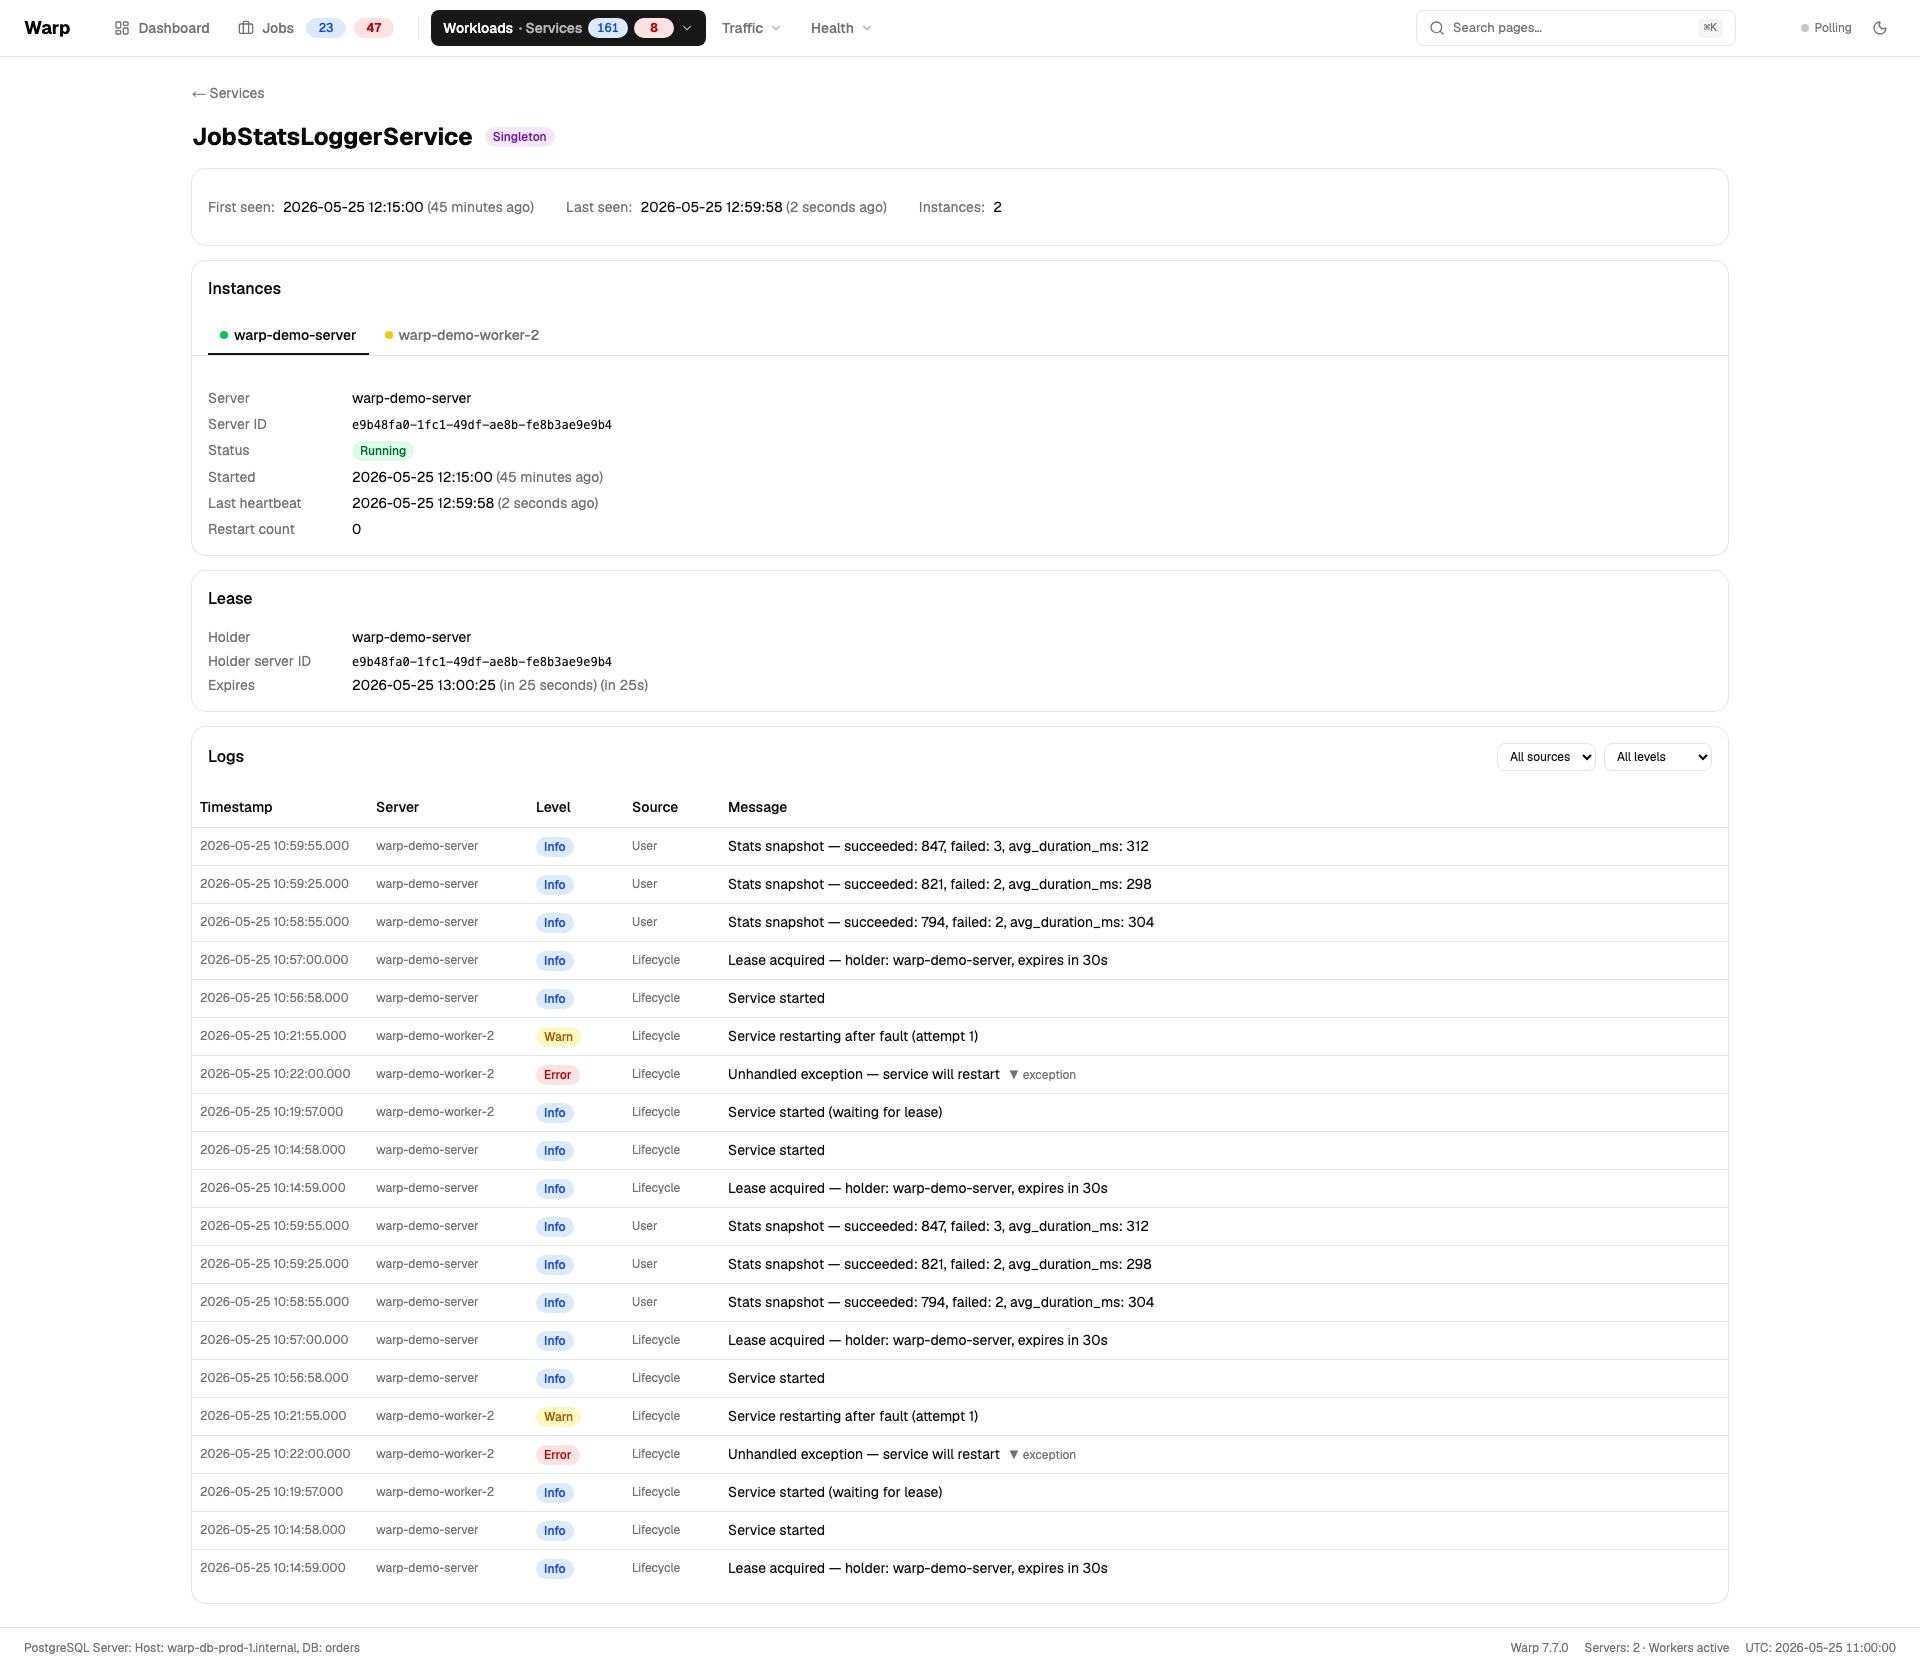 Warp Dashboard Jobs 23 47 Workloads · Services 161 8 Traffic Health Search pages... ⌘K Polling
← Services
JobStatsLoggerService Singleton
First seen: 2026-05-25 12:15:00 (45 minutes ago) Last seen: 2026-05-25 12:59:58 (2 seconds ago) Instances: 2
Instances
warp-demo-server warp-demo-worker-2
Server warp-demo-server
Server ID e9b48fa0-1fc1-49df-ae8b-fe8b3ae9e9b4
Status Running
Started 2026-05-25 12:15:00 (45 minutes ago)
Last heartbeat 2026-05-25 12:59:58 (2 seconds ago)
Restart count 0
Lease
Holder warp-demo-server
Holder server ID e9b48fa0-1fc1-49df-ae8b-fe8b3ae9e9b4
Expires 2026-05-25 13:00:25 (in 25 seconds) (in 25s)
Logs All sources All levels
Timestamp Server Level Source Message
2026-05-25 10:59:55.000 warp-demo-server Info User Stats snapshot — succeeded: 847, failed: 3, avg_duration_ms: 312
2026-05-25 10:59:25.000 warp-demo-server Info User Stats snapshot — succeeded: 821, failed: 2, avg_duration_ms: 298
2026-05-25 10:58:55.000 warp-demo-server Info User Stats snapshot — succeeded: 794, failed: 2, avg_duration_ms: 304
2026-05-25 10:57:00.000 warp-demo-server Info Lifecycle Lease acquired — holder: warp-demo-server, expires in 30s
2026-05-25 10:56:58.000 warp-demo-server Info Lifecycle Service started
2026-05-25 10:21:55.000 warp-demo-worker-2 Warn Lifecycle Service restarting after fault (attempt 1)
2026-05-25 10:22:00.000 warp-demo-worker-2 Error Lifecycle Unhandled exception — service will restart ▼ exception
2026-05-25 10:19:57.000 warp-demo-worker-2 Info Lifecycle Service started (waiting for lease)
2026-05-25 10:14:58.000 warp-demo-server Info Lifecycle Service started
2026-05-25 10:14:59.000 warp-demo-server Info Lifecycle Lease acquired — holder: warp-demo-server, expires in 30s
2026-05-25 10:59:55.000 warp-demo-server Info User Stats snapshot — succeeded: 847, failed: 3, avg_duration_ms: 312
2026-05-25 10:59:25.000 warp-demo-server Info User Stats snapshot — succeeded: 821, failed: 2, avg_duration_ms: 298
2026-05-25 10:58:55.000 warp-demo-server Info User Stats snapshot — succeeded: 794, failed: 2, avg_duration_ms: 304
2026-05-25 10:57:00.000 warp-demo-server Info Lifecycle Lease acquired — holder: warp-demo-server, expires in 30s
2026-05-25 10:56:58.000 warp-demo-server Info Lifecycle Service started
2026-05-25 10:21:55.000 warp-demo-worker-2 Warn Lifecycle Service restarting after fault (attempt 1)
2026-05-25 10:22:00.000 warp-demo-worker-2 Error Lifecycle Unhandled exception — service will restart ▼ exception
2026-05-25 10:19:57.000 warp-demo-worker-2 Info Lifecycle Service started (waiting for lease)
2026-05-25 10:14:58.000 warp-demo-server Info Lifecycle Service started
2026-05-25 10:14:59.000 warp-demo-server Info Lifecycle Lease acquired — holder: warp-demo-server, expires in 30s
PostgreSQL Server: Host: warp-db-prod-1.internal, DB: orders Warp 7.7.0 Servers: 2 · Workers active UTC: 2026-05-25 11:00:00